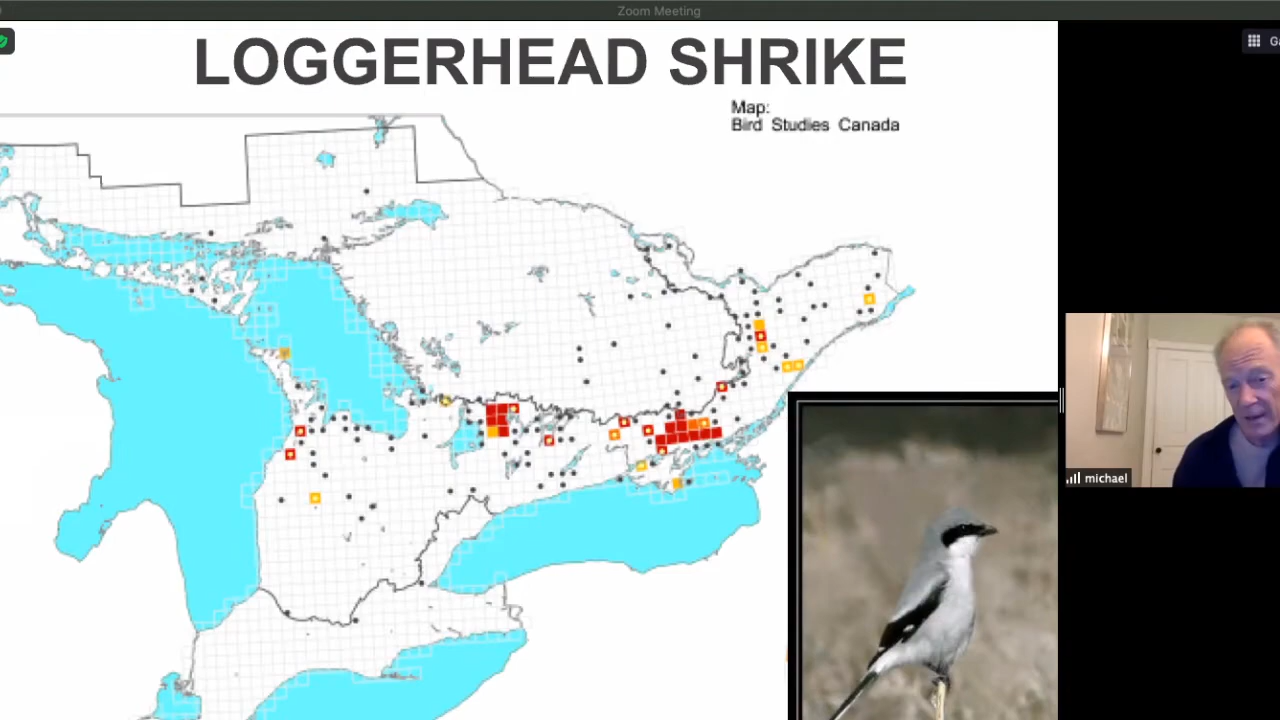 Zoom Meeting
LOGGERHEAD SHRIKE
Map:
Bird Studies Canada
michael